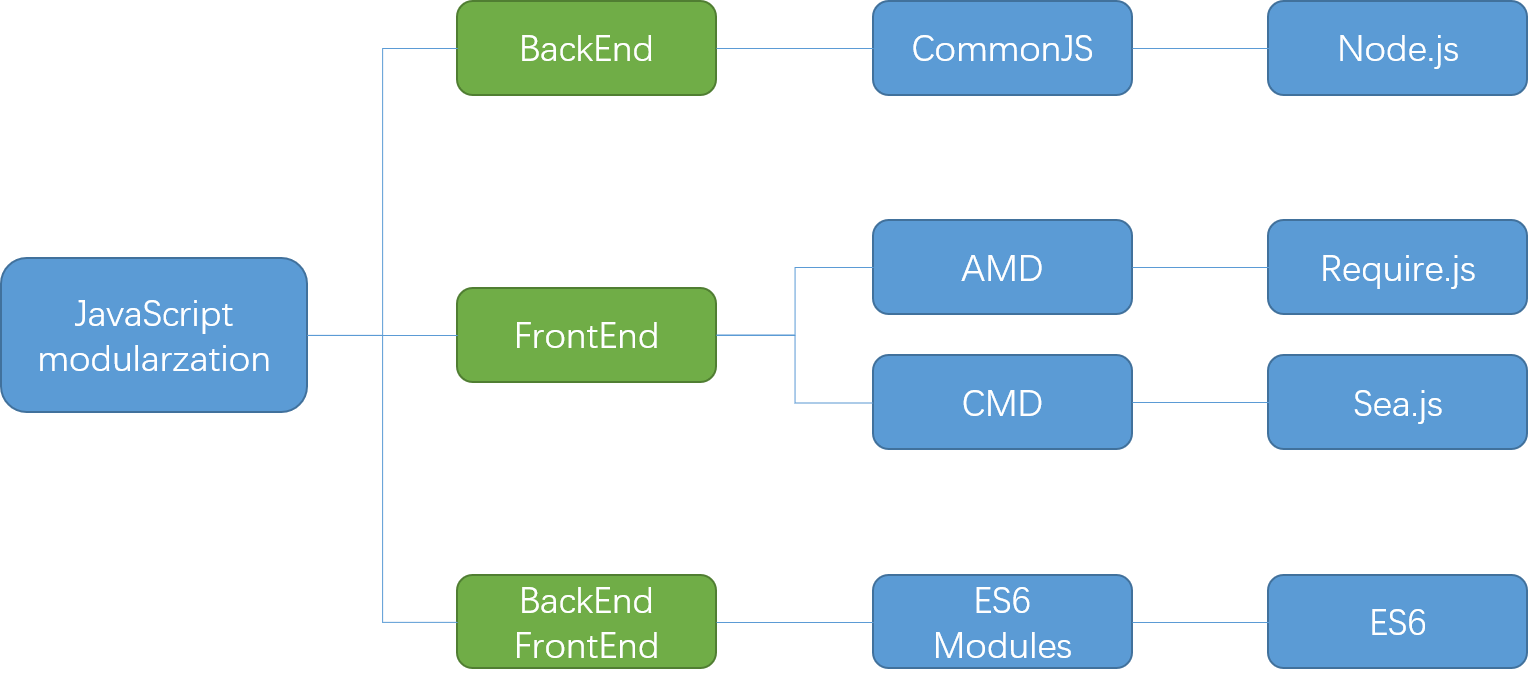 BackEnd
CommonJS
Node.js
JavaScript
modularzation
FrontEnd
AMD
Require.js
CMD
Sea.js
BackEnd
FrontEnd
ES6
Modules
ES6